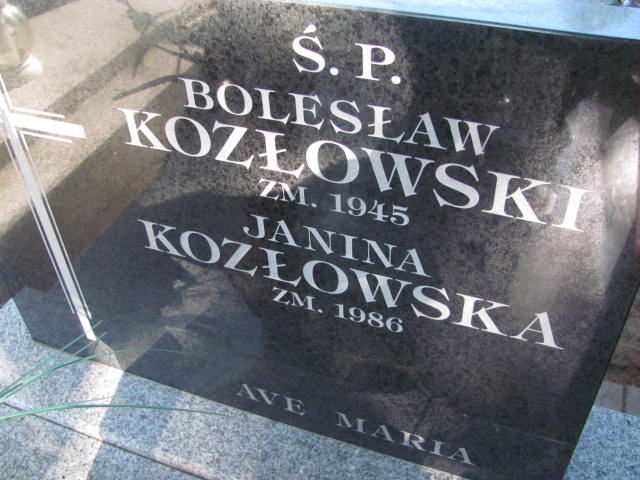 Ś. P.
BOLESŁAW
KOZŁOWSKI
ZM. 1945
JANINA
KOZŁOWSKA
ZM. 1986
AVE MARIA